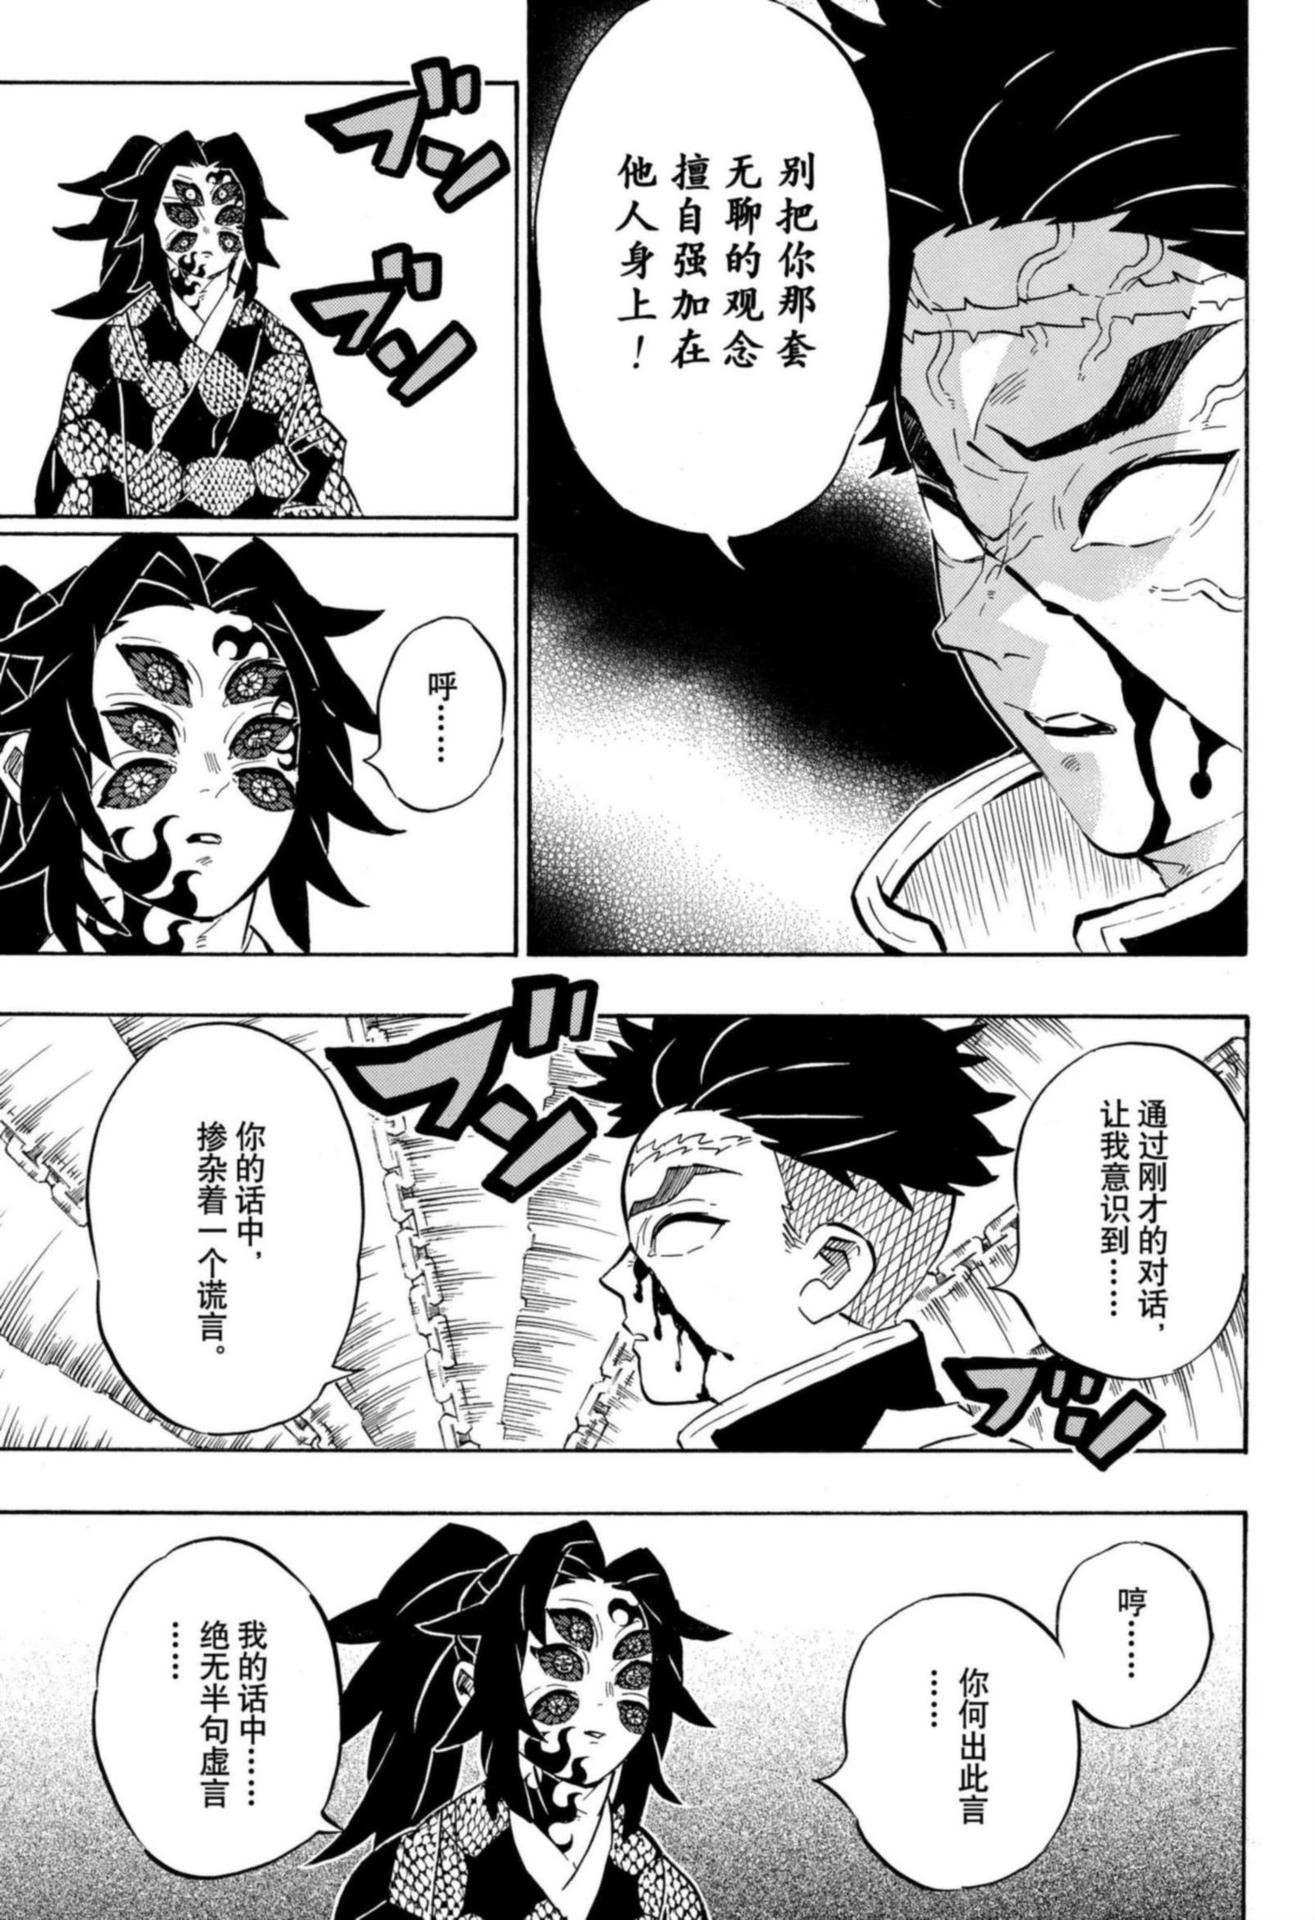 别把你那套
无聊的观念
擅自强加在
他人身上！
ブン
ブン
呼……
通过刚才的对话，
让我意识到……
ブン
ブン
你的话中，
掺杂着一个谎言。
哼……
你何出此言
……
我的话中……
绝无半句虚言
……